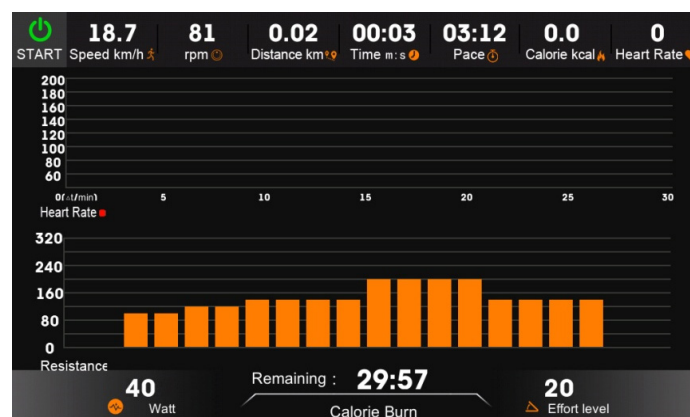 18.7 81 0.02 00:03 03:12 0.0 0
START Speed km/h rpm Distance km Time m:s Pace Calorie kcal Heart Rate
200
180
160
140
120
100
80
60
5 10 15 20 25 30
Heart Rate
320
240
160
80
0
Resistance
40 Remaining : 29:57 20
Watt Calorie Burn Effort level